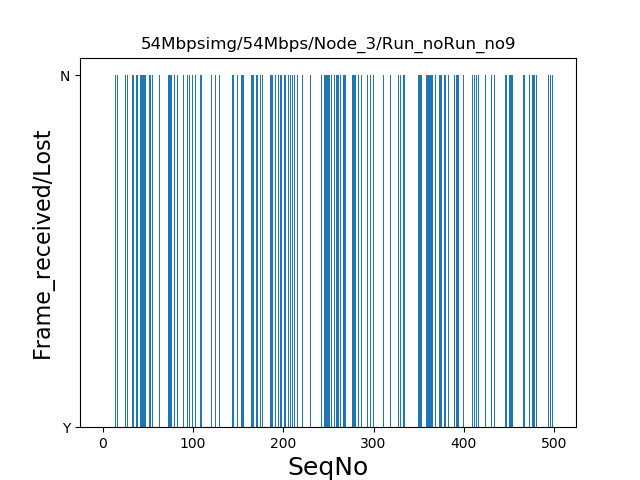 54Mbpsimg/54Mbps/Node_3/Run_noRun_no9
N
Frame_received/Lost
Y
0 100 200 300 400 500
SeqNo